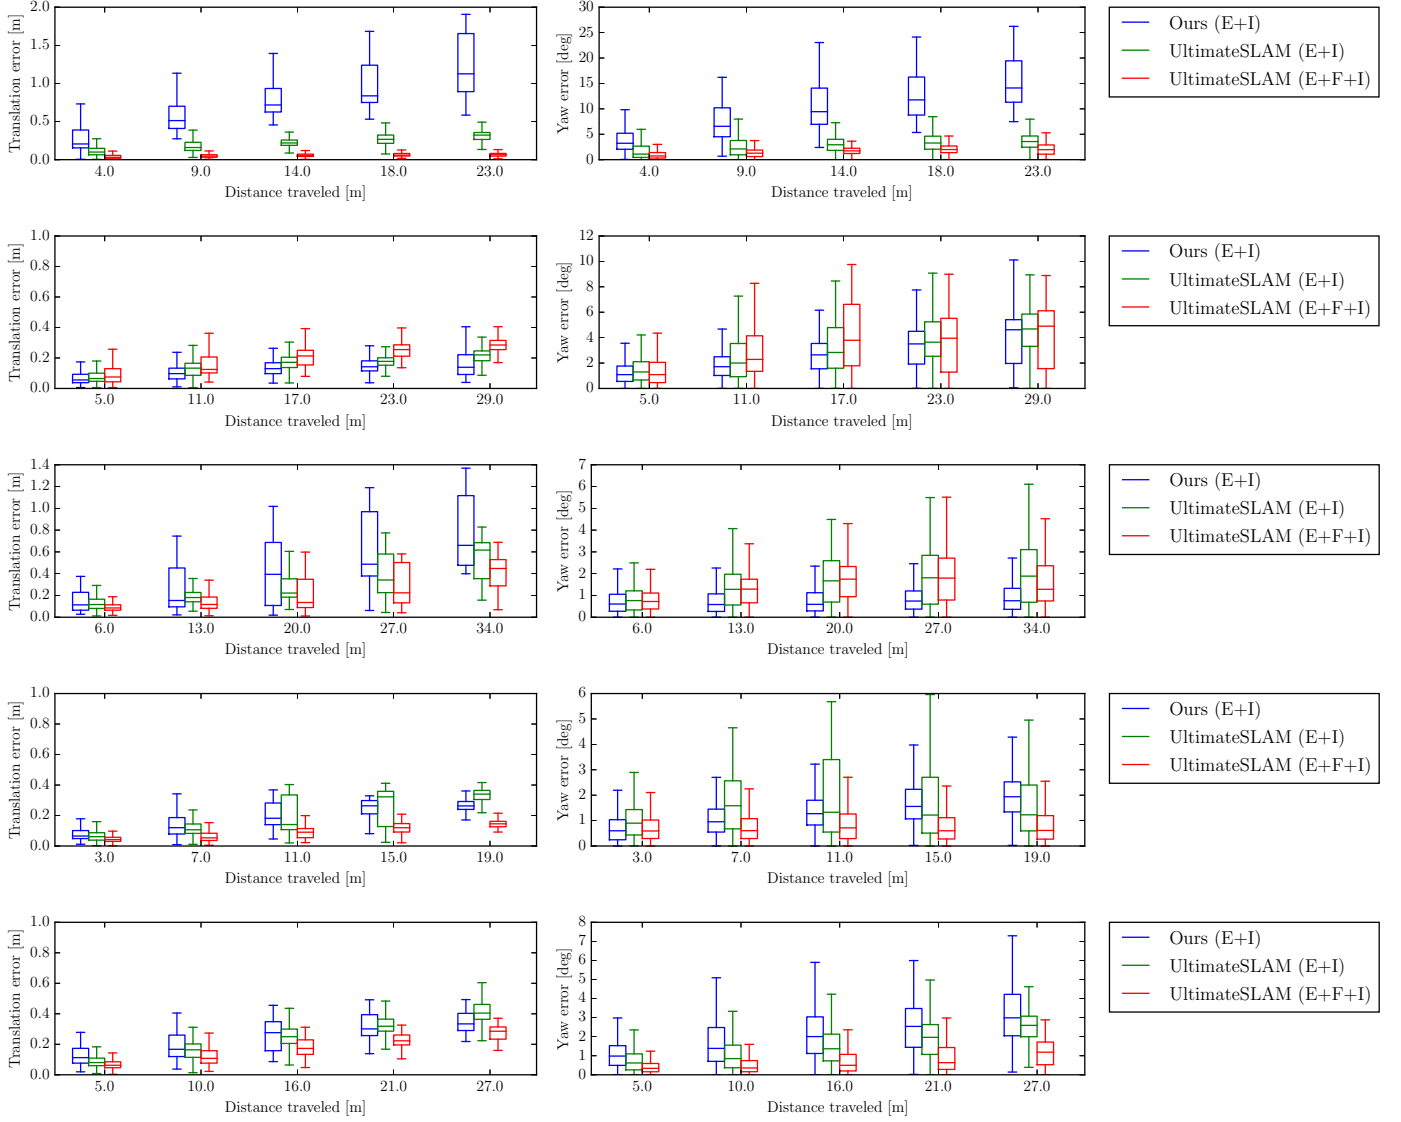 Translation error [m]
2.0
1.5
1.0
0.5
0.0
4.0 9.0 14.0 18.0 23.0
Distance traveled [m]
Yaw error [deg]
30
25
20
15
10
5
0
4.0 9.0 14.0 18.0 23.0
Distance traveled [m]
Ours (E+I)
UltimateSLAM (E+I)
UltimateSLAM (E+F+I)
Translation error [m]
1.0
0.8
0.6
0.4
0.2
0.0
5.0 11.0 17.0 23.0 29.0
Distance traveled [m]
Yaw error [deg]
12
10
8
6
4
2
0
5.0 11.0 17.0 23.0 29.0
Distance traveled [m]
Ours (E+I)
UltimateSLAM (E+I)
UltimateSLAM (E+F+I)
Translation error [m]
1.4
1.2
1.0
0.8
0.6
0.4
0.2
0.0
6.0 13.0 20.0 27.0 34.0
Distance traveled [m]
Yaw error [deg]
7
6
5
4
3
2
1
0
6.0 13.0 20.0 27.0 34.0
Distance traveled [m]
Ours (E+I)
UltimateSLAM (E+I)
UltimateSLAM (E+F+I)
Translation error [m]
1.0
0.8
0.6
0.4
0.2
0.0
3.0 7.0 11.0 15.0 19.0
Distance traveled [m]
Yaw error [deg]
6
5
4
3
2
1
0
3.0 7.0 11.0 15.0 19.0
Distance traveled [m]
Ours (E+I)
UltimateSLAM (E+I)
UltimateSLAM (E+F+I)
Translation error [m]
1.0
0.8
0.6
0.4
0.2
0.0
5.0 10.0 16.0 21.0 27.0
Distance traveled [m]
Yaw error [deg]
8
7
6
5
4
3
2
1
0
5.0 10.0 16.0 21.0 27.0
Distance traveled [m]
Ours (E+I)
UltimateSLAM (E+I)
UltimateSLAM (E+F+I)